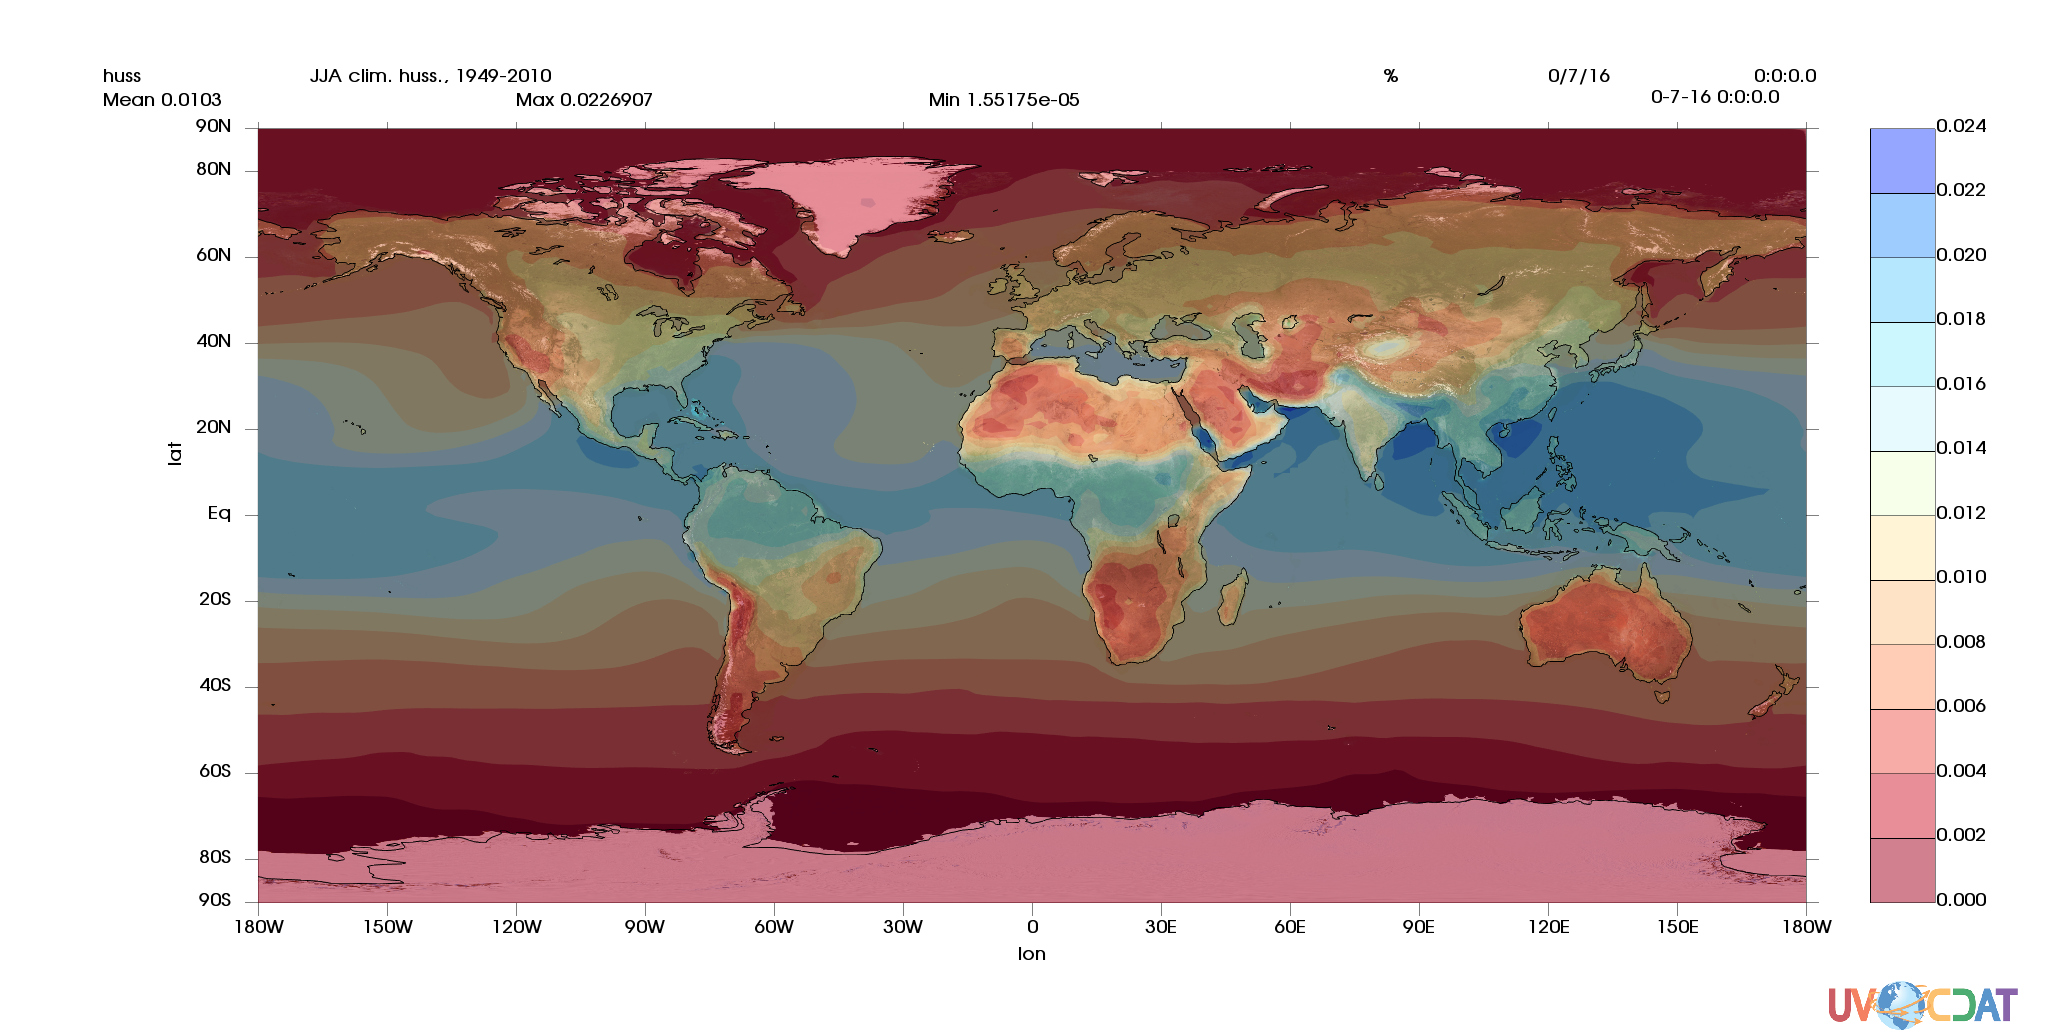 huss JJA clim. huss., 1949-2010 % 0/7/16 0:0:0.0
Mean 0.0103 Max 0.0226907 Min 1.55175e-05 0-7-16 0:0:0.0
90N
80N
60N
40N
20N
Eq
20S
40S
60S
80S
90S
lat
180W 150W 120W 90W 60W 30W 0 30E 60E 90E 120E 150E 180W
lon
0.024
0.022
0.020
0.018
0.016
0.014
0.012
0.010
0.008
0.006
0.004
0.002
0.000
UV CDAT